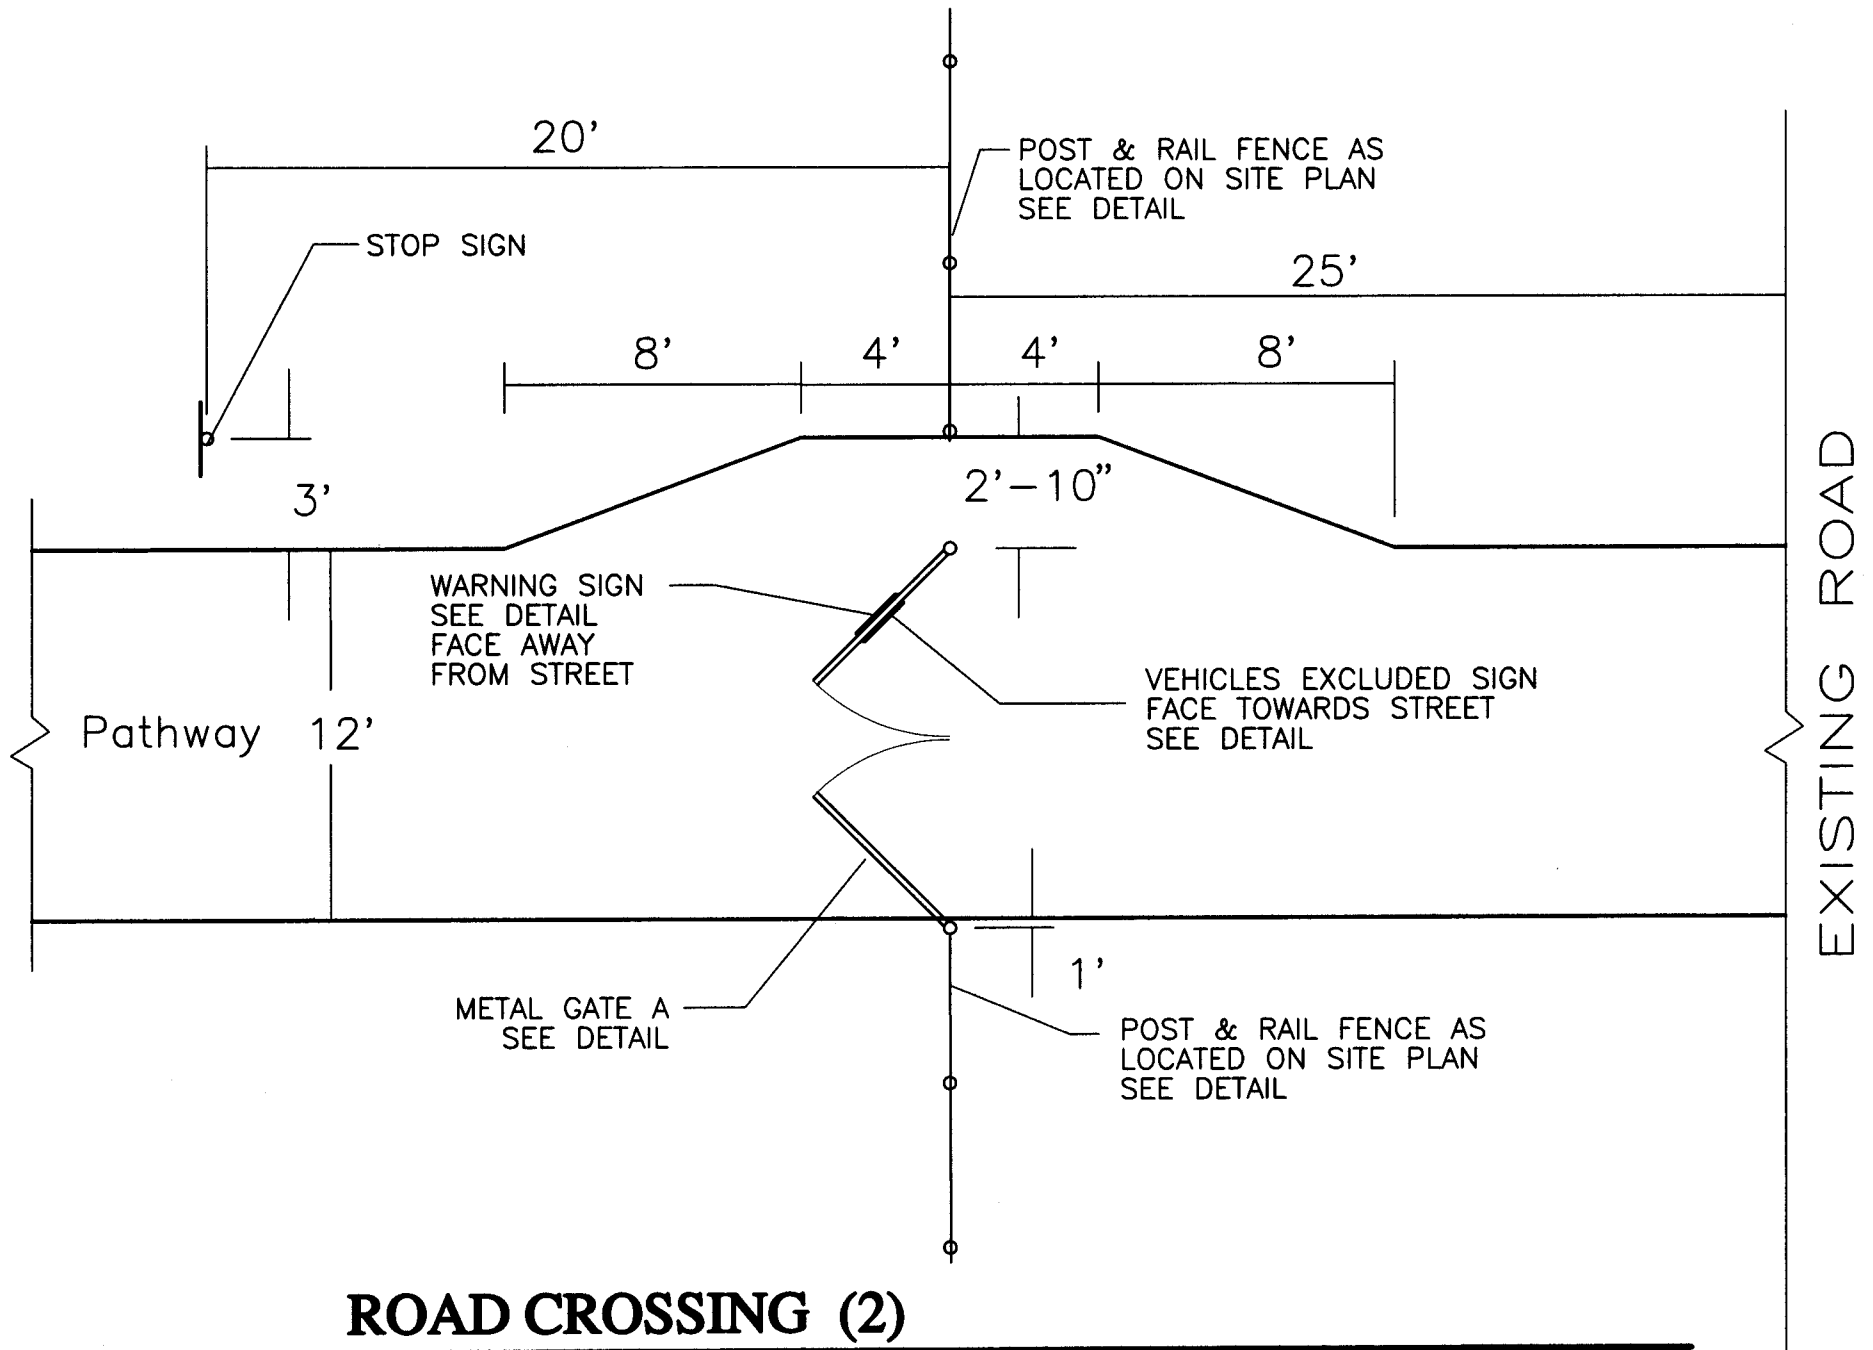 20’
POST & RAIL FENCE AS
LOCATED ON SITE PLAN
SEE DETAIL
STOP SIGN
25'
8’
4’
4’
8’
3’
2’-10”
WARNING SIGN
SEE DETAIL
FACE AWAY
FROM STREET
VEHICLES EXCLUDED SIGN
FACE TOWARDS STREET
SEE DETAIL
Pathway
12’
EXISTING ROAD
METAL GATE A
SEE DETAIL
1’
POST & RAIL FENCE AS
LOCATED ON SITE PLAN
SEE DETAIL
ROAD CROSSING (2)